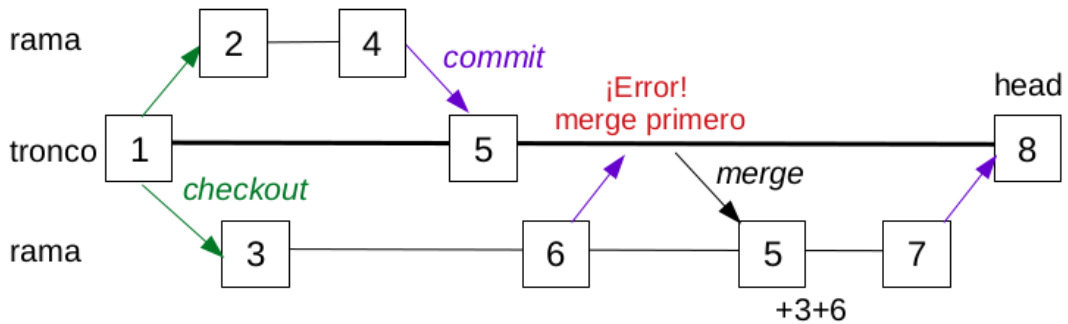 rama
2
4
commit
¡Error!
merge primero
head
tronco
1
5
8
checkout
merge
rama
3
6
5
7
+3+6